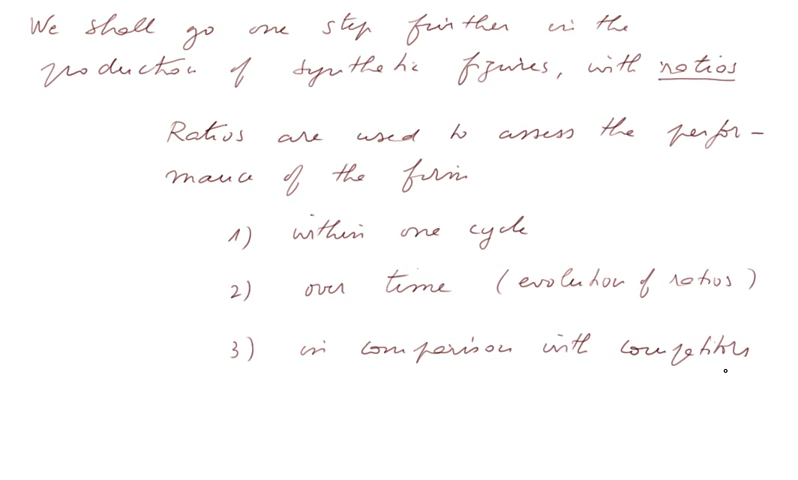 We shall go one step further in the
production of synthetic figures, with ratios
Ratios are used to assess the perfor-
mance of the firm
1) within one cycle
2) over time (evolution of ratios)
3) in comparison with competitors